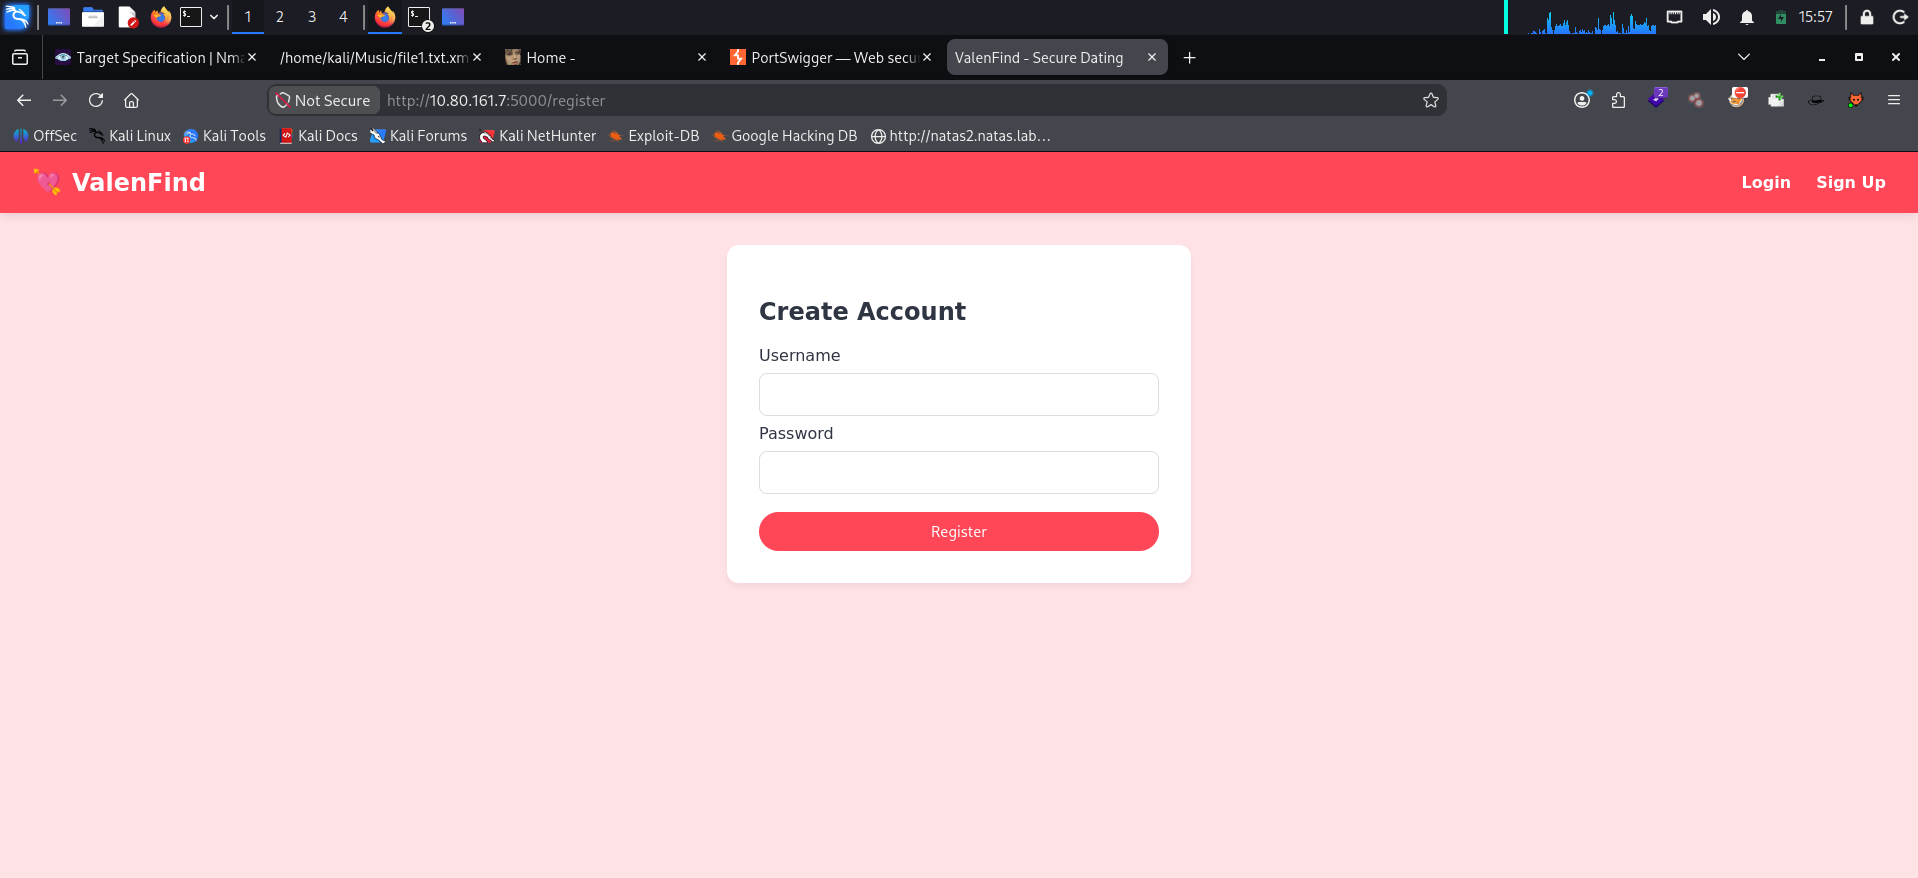 1 2 3 4 2 15:57
Target Specification | Nm /home/kali/Music/file1.txt.xm Home - PortSwigger — Web secu ValenFind - Secure Dating
Not Secure http://10.80.161.7:5000/register 2
OffSec Kali Linux Kali Tools Kali Docs Kali Forums Kali NetHunter Exploit-DB Google Hacking DB http://natas2.natas.lab…
ValenFind Login Sign Up
Create Account
Username
Password
Register